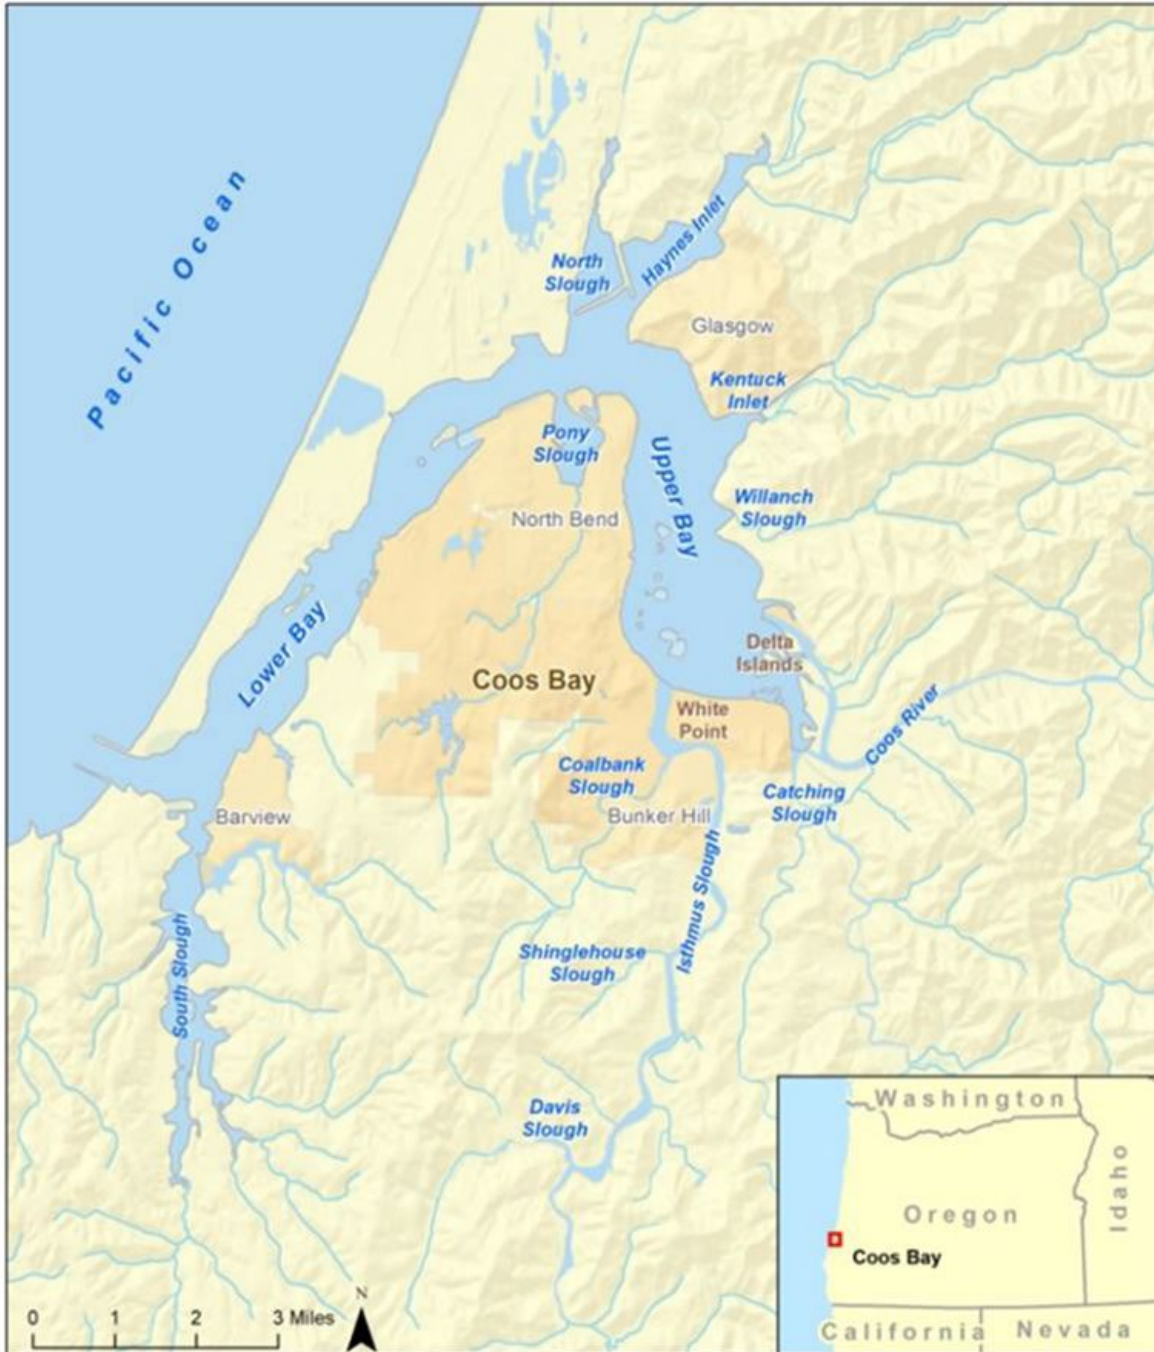 Pacific Ocean
North
Slough
Haynes Inlet
Glasgow
Kentuck
Inlet
Pony
Slough
Upper Bay
Willanch
Slough
North Bend
Lower Bay
Delta
Islands
Coos Bay
White
Point
Coos River
Coalbank
Slough
Catching
Slough
Barview
Bunker Hill
Isthmus Slough
South Slough
Shinglehouse
Slough
Davis
Slough
Washington
Idaho
Oregon
Coos Bay
California
Nevada
N
0 1 2 3 Miles